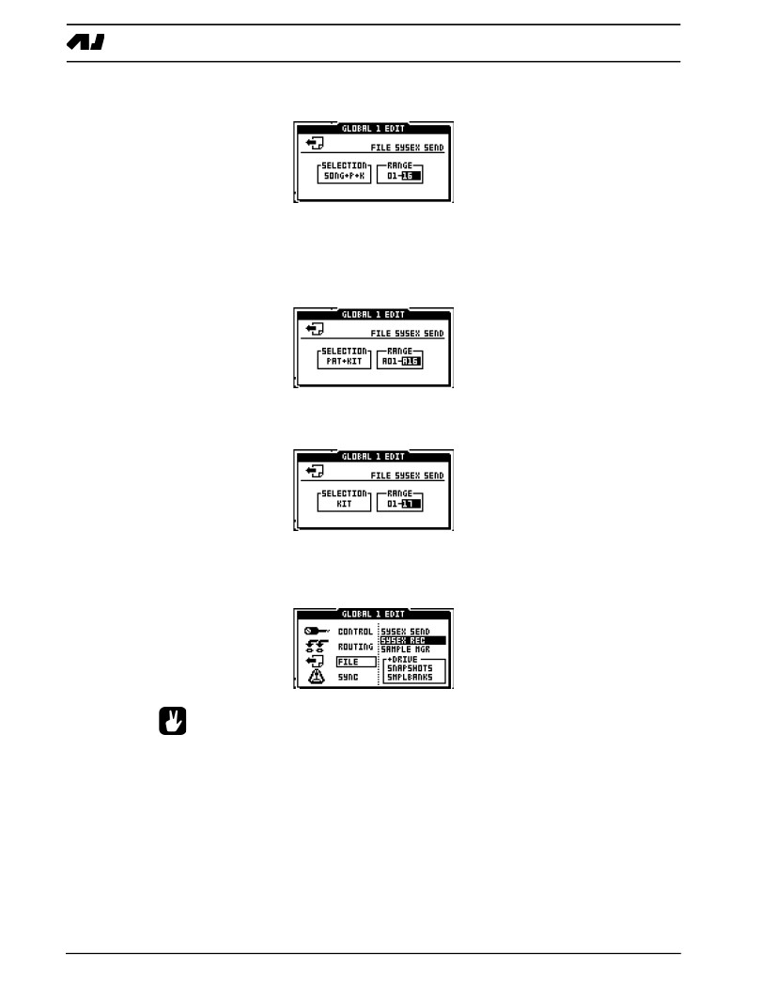 GLOBAL 1 EDIT
FILE SYSEX SEND
SELECTION RANGE
SONG+P+K 01-16
GLOBAL 1 EDIT
FILE SYSEX SEND
SELECTION RANGE
PAT+KIT A01-A16
GLOBAL 1 EDIT
FILE SYSEX SEND
SELECTION RANGE
KIT 01-17
GLOBAL 1 EDIT
CONTROL SYSEX SEND
SYSEX REC
ROUTING SAMPLE MGR
FILE +DRIVE
SNAPSHOTS
SYNC SMPLBANKS